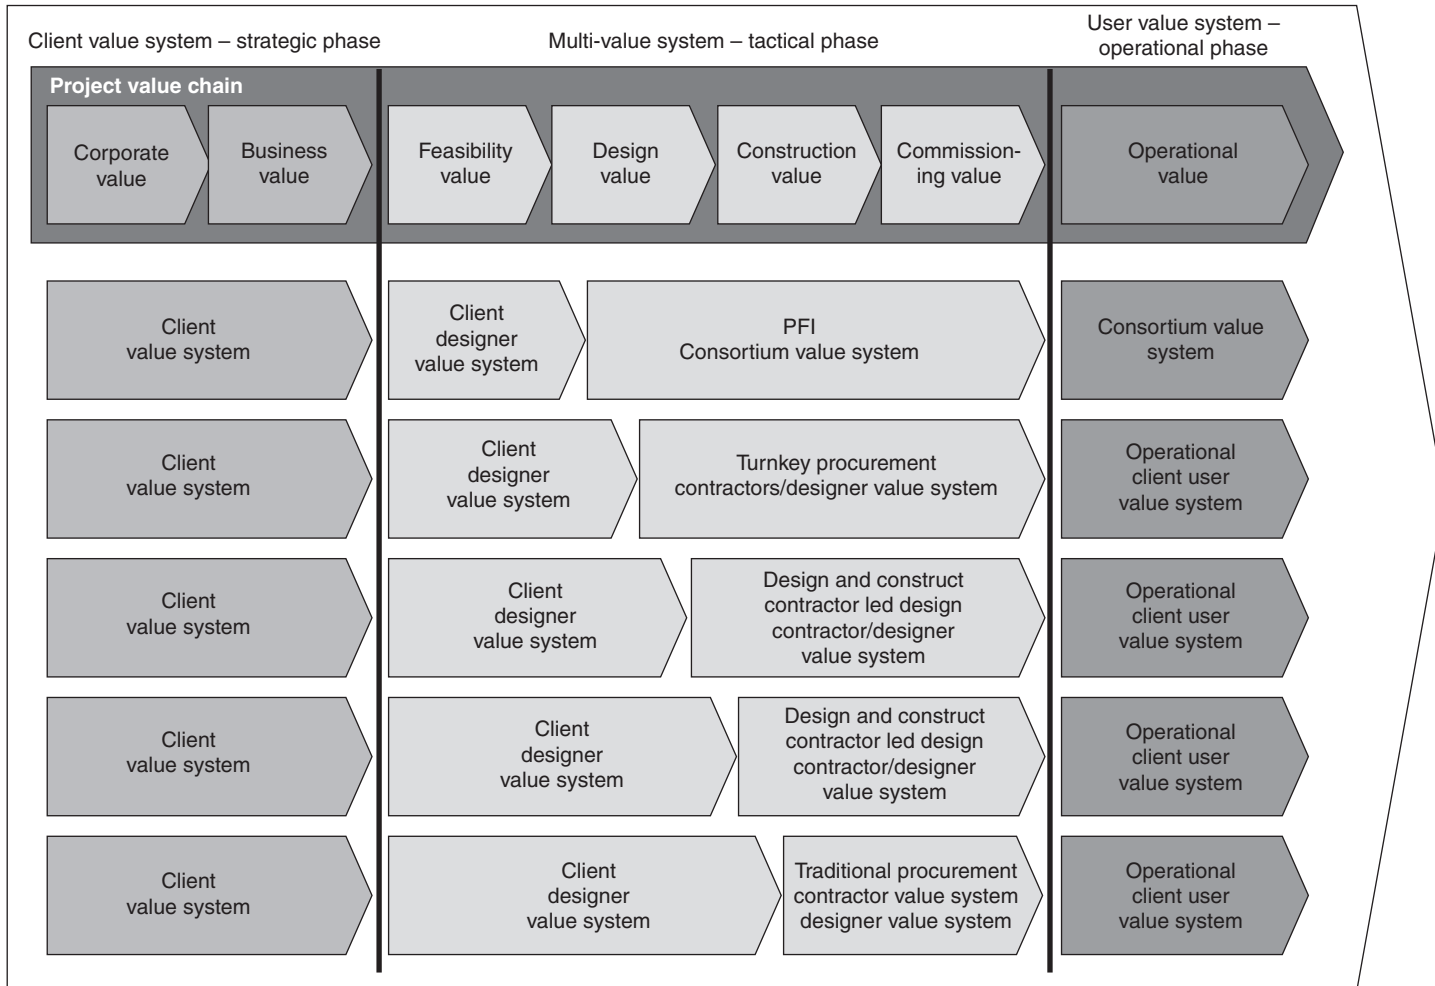 Client value system – strategic phase
Multi-value system – tactical phase
User value system –
operational phase
Project value chain
Corporate
value
Business
value
Feasibility
value
Design
value
Construction
value
Commission-
ing value
Operational
value
Client
value system
Client
designer
value system
PFI
Consortium value system
Consortium value
system
Client
value system
Client
designer
value system
Turnkey procurement
contractors/designer value system
Operational
client user
value system
Client
value system
Client
designer
value system
Design and construct
contractor led design
contractor/designer
value system
Operational
client user
value system
Client
value system
Client
designer
value system
Design and construct
contractor led design
contractor/designer
value system
Operational
client user
value system
Client
value system
Client
designer
value system
Traditional procurement
contractor value system
designer value system
Operational
client user
value system